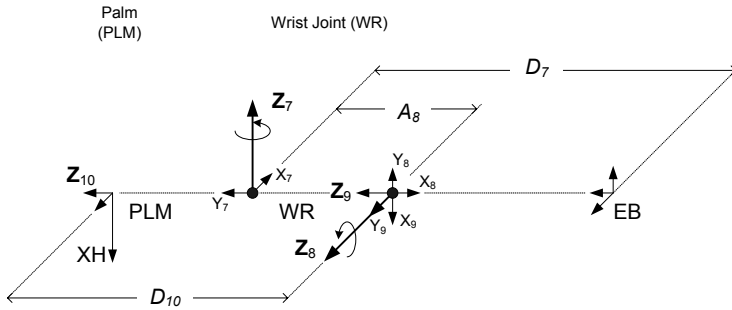 Palm
(PLM)
Wrist Joint (WR)
D7
A8
Z7
X7
Y8
Z10
Y7
Z9
X8
PLM
WR
EB
Y9
X9
XH
Z8
D10